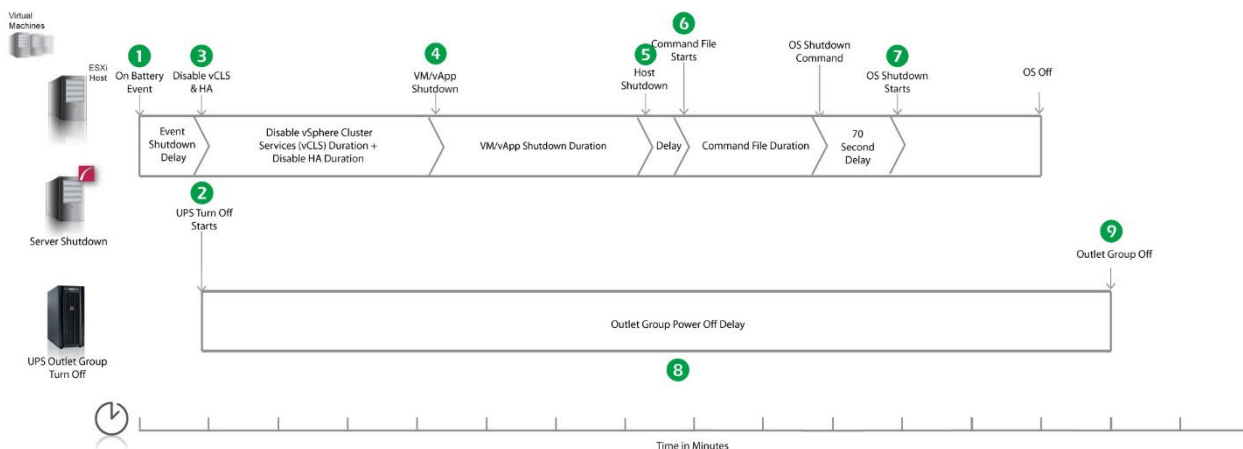 Virtual
Machines
ESXi
Host
1
On Battery
Event
3
Disable vCLS
& HA
4
VM/vApp
Shutdown
5
Host
Shutdown
6
Command File
Starts
OS Shutdown
Command
7
OS Shutdown
Starts
OS Off
Event
Shutdown
Delay
Disable vSphere Cluster
Services (vCLS) Duration +
Disable HA Duration
VM/vApp Shutdown Duration
Delay
Command File Duration
70
Second
Delay
Server Shutdown
2
UPS Turn Off
Starts
9
Outlet Group Off
Outlet Group Power Off Delay
UPS Outlet Group
Turn Off
8
Time in Minutes